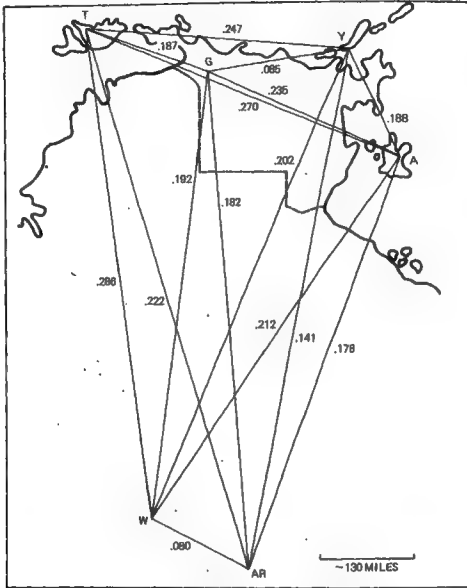 T
.247
Y
.187
G
.085
.235
.270
.188
A
.192
.202
.182
.286
.222
.212
.141
.178
W
.080
AR
~130 MILES